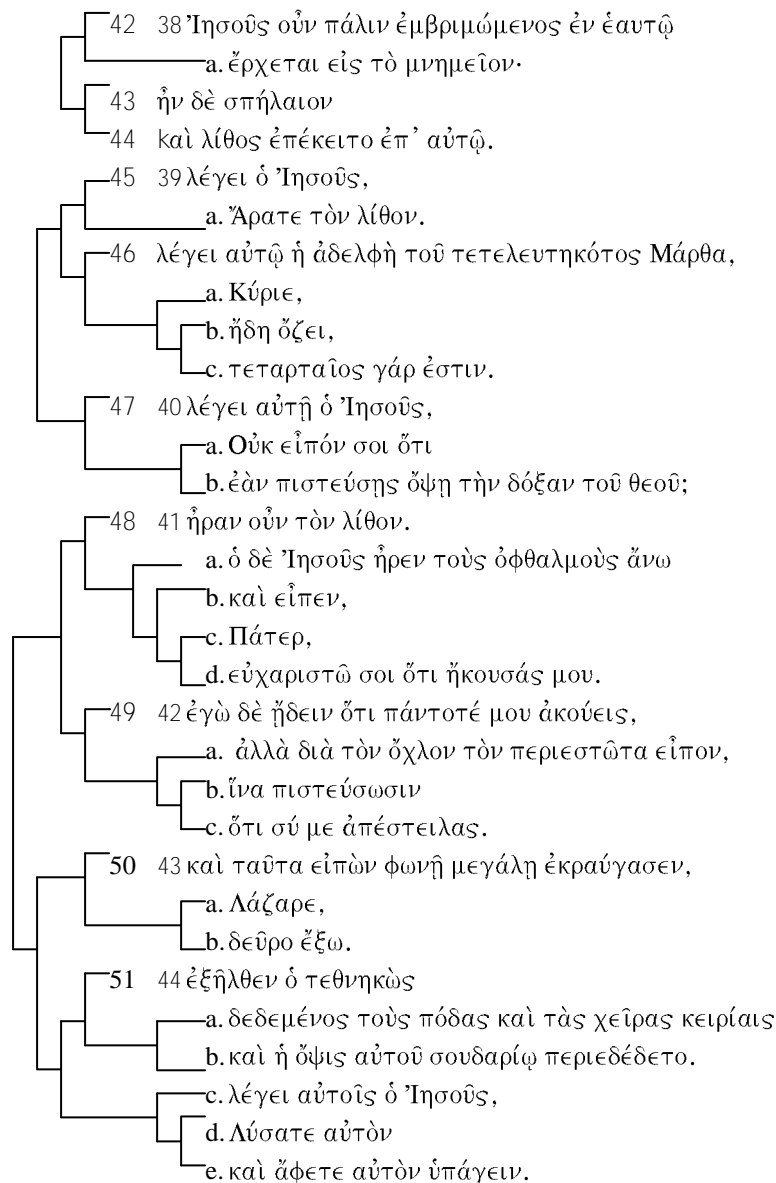 42 38 Ἰησοῦς οὖν πάλιν ἐμβριμώμενος ἐν ἑαυτῷ
a. ἔρχεται εἰς τὸ μνημεῖον·
43 ἦν δὲ σπήλαιον
44 kαὶ λίθος ἐπέκειτο ἐπ’ αὐτῷ.
45 39 λέγει ὁ Ἰησοῦς,
a. Ἄρατε τὸν λίθον.
46 λέγει αὐτῷ ἡ ἀδελφὴ τοῦ τετελευτηκότος Μάρθα,
a. Κύριε,
b. ἤδη ὄζει,
c. τεταρταῖος γάρ ἐστιν.
47 40 λέγει αὐτῇ ὁ Ἰησοῦς,
a. Οὐκ εἶπόν σοι ὅτι
b. ἐὰν πιστεύσῃς ὄψῃ τὴν δόξαν τοῦ θεοῦ;
48 41 ἦραν οὖν τὸν λίθον.
a. ὁ δὲ Ἰησοῦς ἦρεν τοὺς ὀφθαλμοὺς ἄνω
b. καὶ εἶπεν,
c. Πάτερ,
d. εὐχαριστῶ σοι ὅτι ἤκουσάς μου.
49 42 ἐγὼ δὲ ᾔδειν ὅτι πάντοτέ μου ἀκούεις,
a. ἀλλὰ διὰ τὸν ὄχλον τὸν περιεστῶτα εἶπον,
b. ἵνα πιστεύσωσιν
c. ὅτι σύ με ἀπέστειλας.
50 43 καὶ ταῦτα εἰπὼν φωνῇ μεγάλῃ ἐκραύγασεν,
a. Λάζαρε,
b. δεῦρο ἔξω.
51 44 ἐξῆλθεν ὁ τεθνηκὼς
a. δεδεμένος τοὺς πόδας καὶ τὰς χεῖρας κειρίαις
b. καὶ ἡ ὄψις αὐτοῦ σουδαρίῳ περιεδέδετο.
c. λέγει αὐτοῖς ὁ Ἰησοῦς,
d. Λύσατε αὐτὸν
e. καὶ ἄφετε αὐτὸν ὑπάγειν.